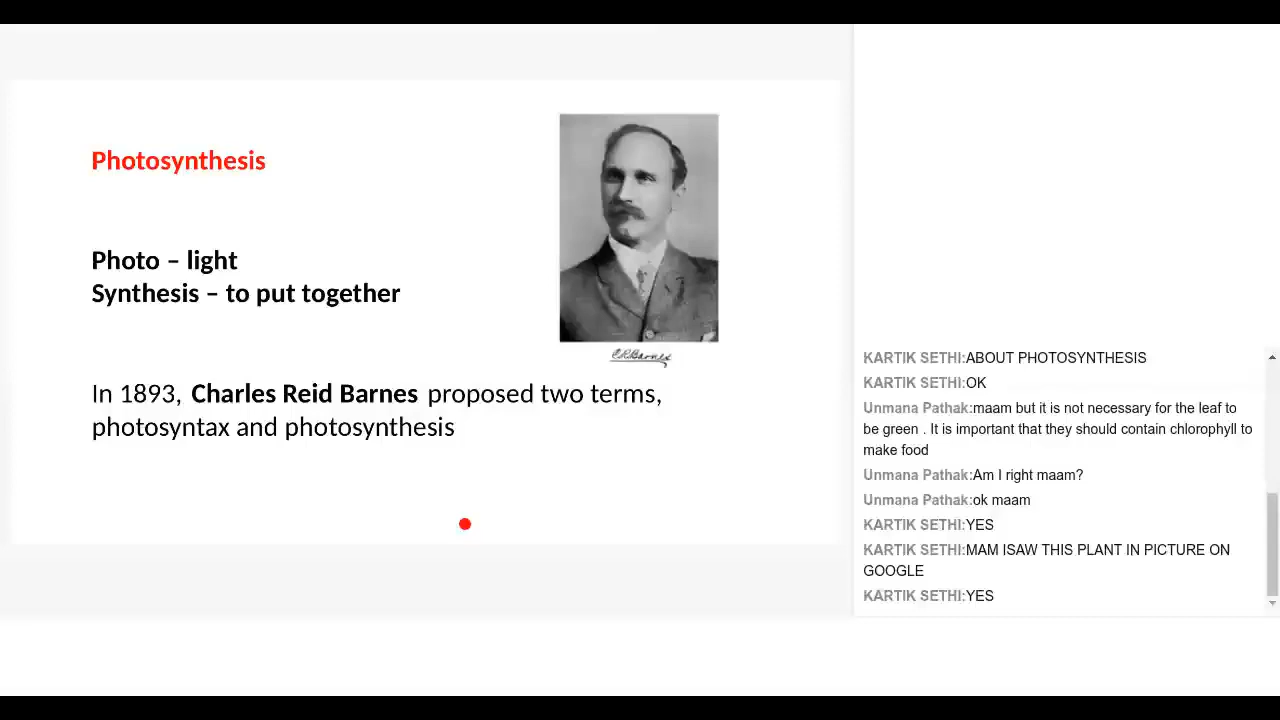 Photosynthesis
Photo – light
Synthesis – to put together
C.R.Barnes
In 1893, Charles Reid Barnes proposed two terms,
photosyntax and photosynthesis
KARTIK SETHI:ABOUT PHOTOSYNTHESIS
KARTIK SETHI:OK
Unmana Pathak:maam but it is not necessary for the leaf to
be green . It is important that they should contain chlorophyll to
make food
Unmana Pathak:Am I right maam?
Unmana Pathak:ok maam
KARTIK SETHI:YES
KARTIK SETHI:MAM ISAW THIS PLANT IN PICTURE ON
GOOGLE
KARTIK SETHI:YES